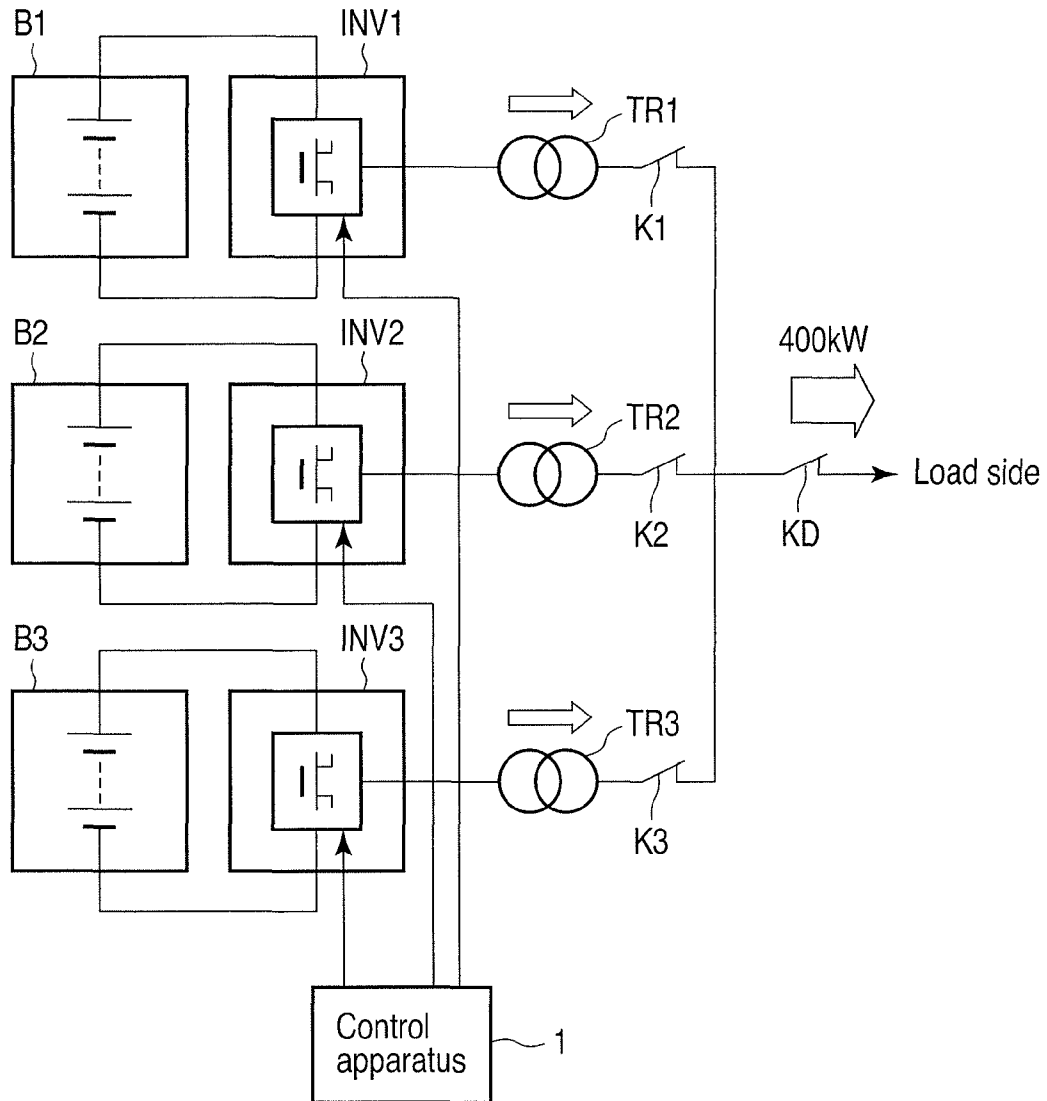 B1
INV1
TR1
K1
B2
INV2
400kW
TR2
Load side
K2
KD
B3
INV3
TR3
K3
Control
apparatus
1